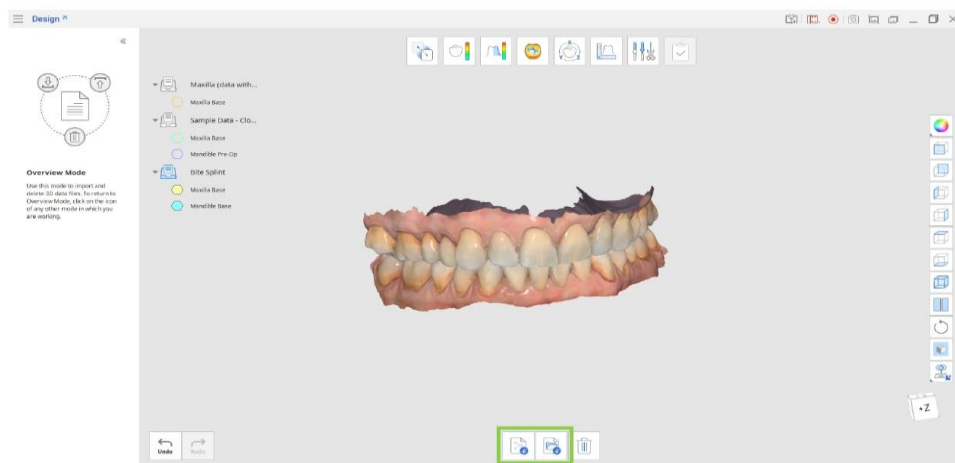 Design
Maxilla (data with...
Maxilla Base
Sample Data - Clo...
Maxilla Base
Mandible Pre-Op
Bite Splint
Maxilla Base
Mandible Base
Overview Mode
Use this mode to import and
delete 3D data files. To return to
Overview Mode, click on the icon
of any other mode in which you
are working.
+Z
Undo
Redo